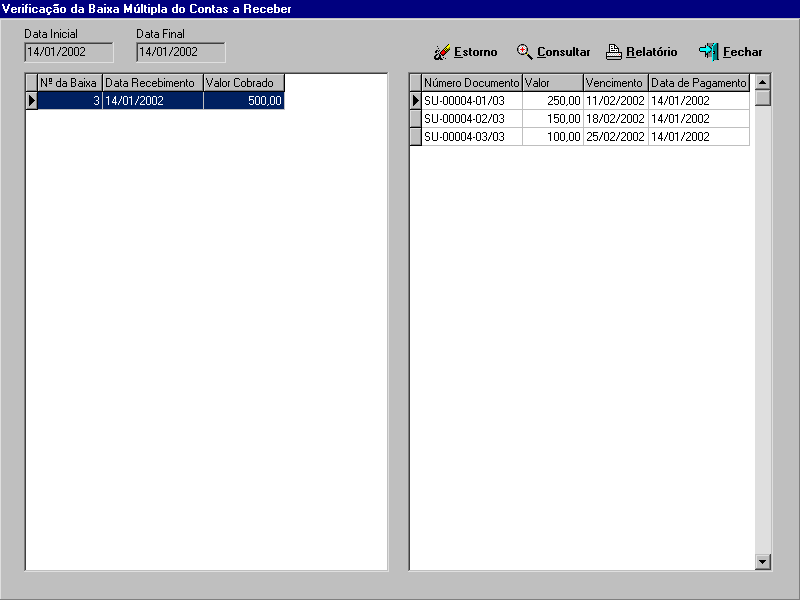 Verificação da Baixa Múltipla do Contas a Receber
Data Inicial Data Final
14/01/2002 14/01/2002 Estorno Consultar Relatório Fechar
Nº da Baixa Data Recebimento Valor Cobrado
3 14/01/2002 500,00
Número Documento Valor Vencimento Data de Pagamento
SU-00004-01/03 250,00 11/02/2002 14/01/2002
SU-00004-02/03 150,00 18/02/2002 14/01/2002
SU-00004-03/03 100,00 25/02/2002 14/01/2002